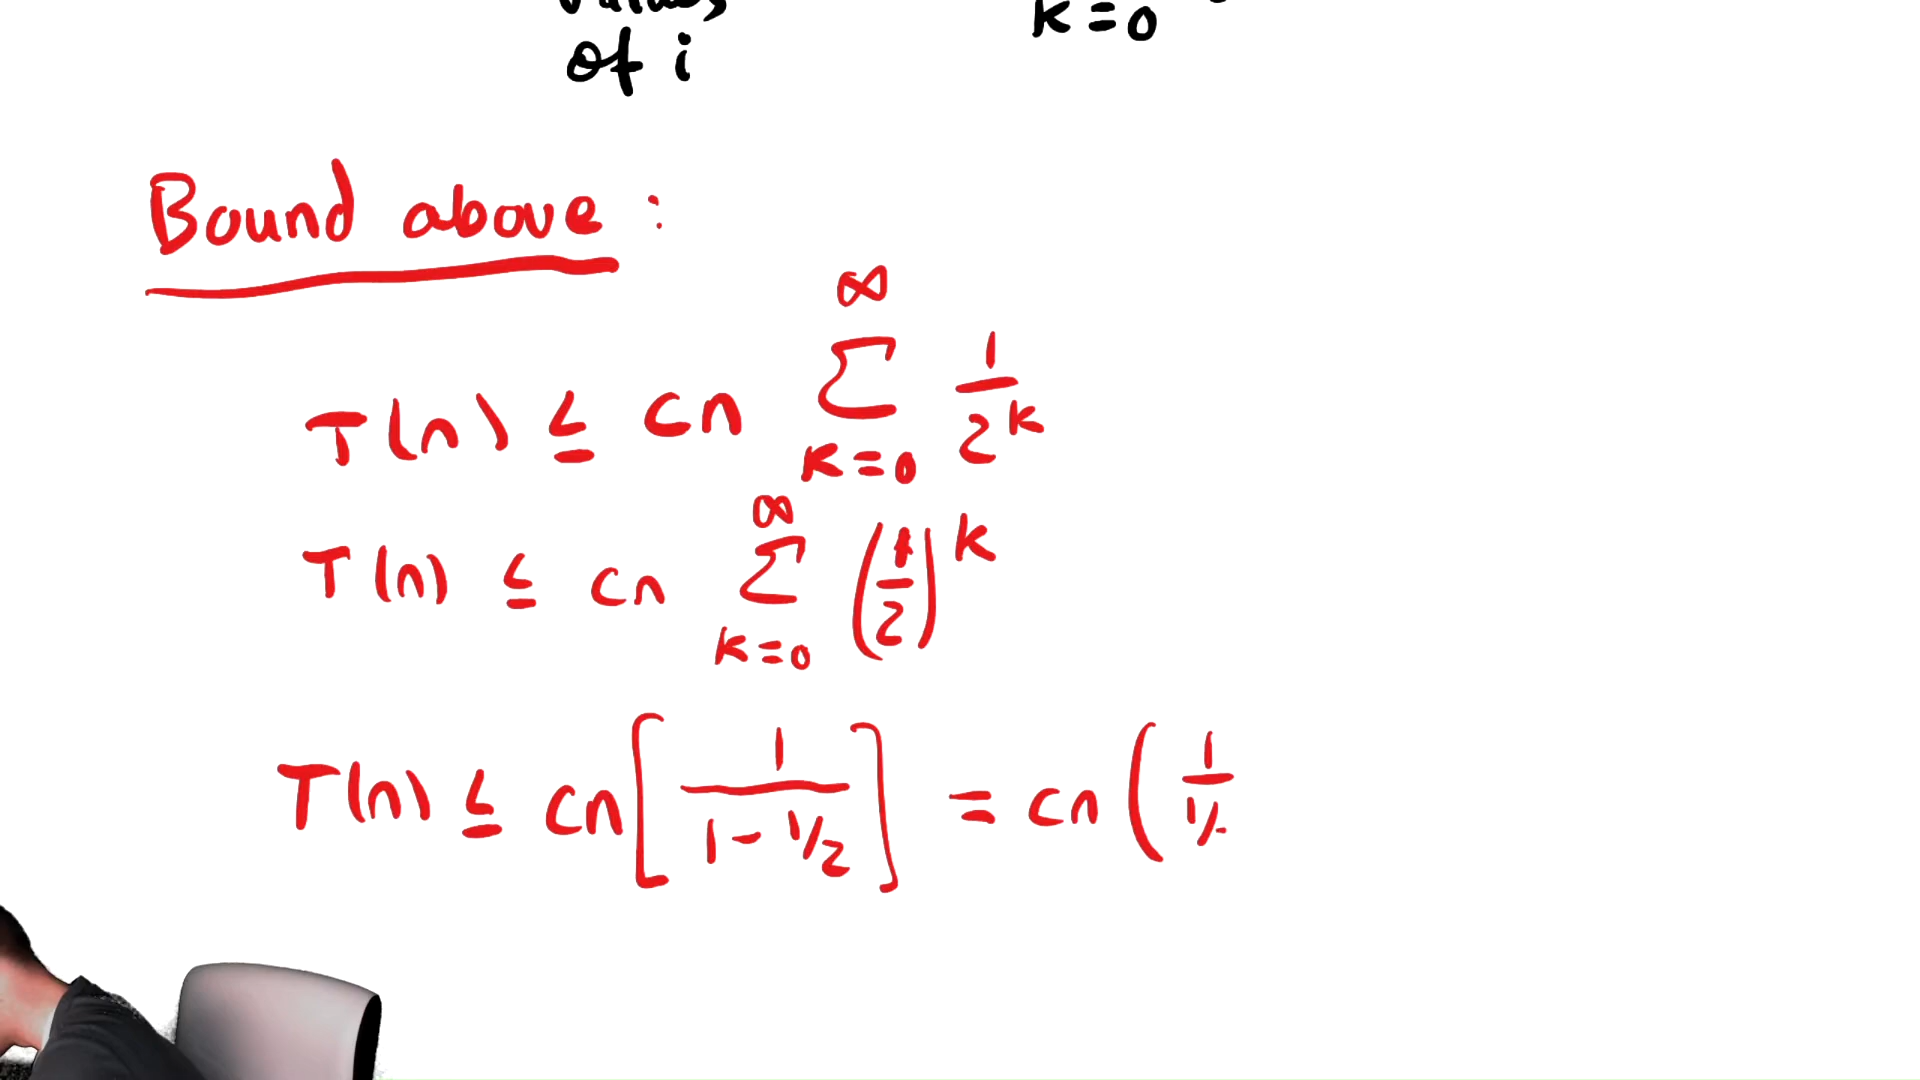 of i
k=0
Bound above:
T(n) ≤ cn ∞ Σ k=0 1/2^k
T(n) ≤ cn ∞ Σ k=0 (1/2)^k
T(n) ≤ cn[1/(1 - 1/2)] = cn(1/(1/